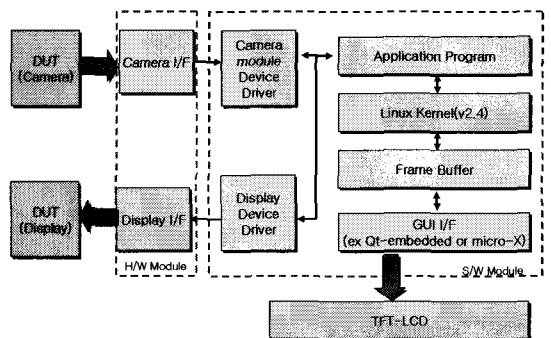 DUT
(Camera)
Camera I/F
Camera
module
Device
Driver
Application Program
Linux Kernel(v2.4)
Frame Buffer
DUT
(Display)
Display I/F
Display
Device
Driver
GUI I/F
(ex Qt-embedded or micro-X)
H/W Module
S/W Module
TFT-LCD